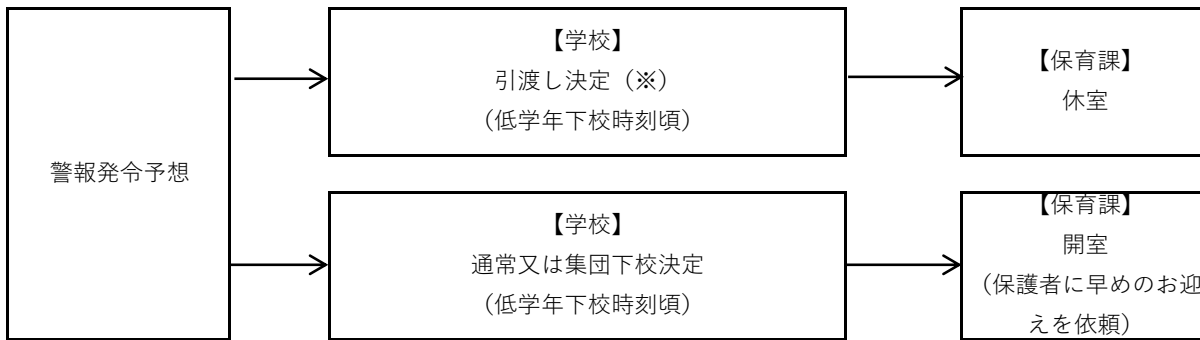 警報発令予想
【学校】
引渡し決定（※）
（低学年下校時刻頃）
【保育課】
休室
【学校】
通常又は集団下校決定
（低学年下校時刻頃）
【保育課】
開室
（保護者に早めのお迎
えを依頼）